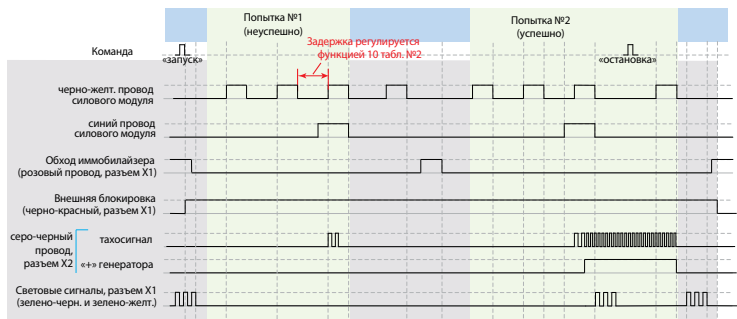 Попытка №1
(неуспешно)
Попытка №2
(успешно)
Задержка регулируется
функцией 10 табл. №2
Команда
«запуск»
«остановка»
черно-желт. провод
силового модуля
синий провод
силового модуля
Обход иммобилайзера
(розовый провод, разъем X1)
Внешняя блокировка
(черно-красный, разъем X1)
серо-черный
провод,
разъем X2
тахосигнал
«+» генератора
Световые сигналы, разъем X1
(зелено-черн. и зелено-желт.)